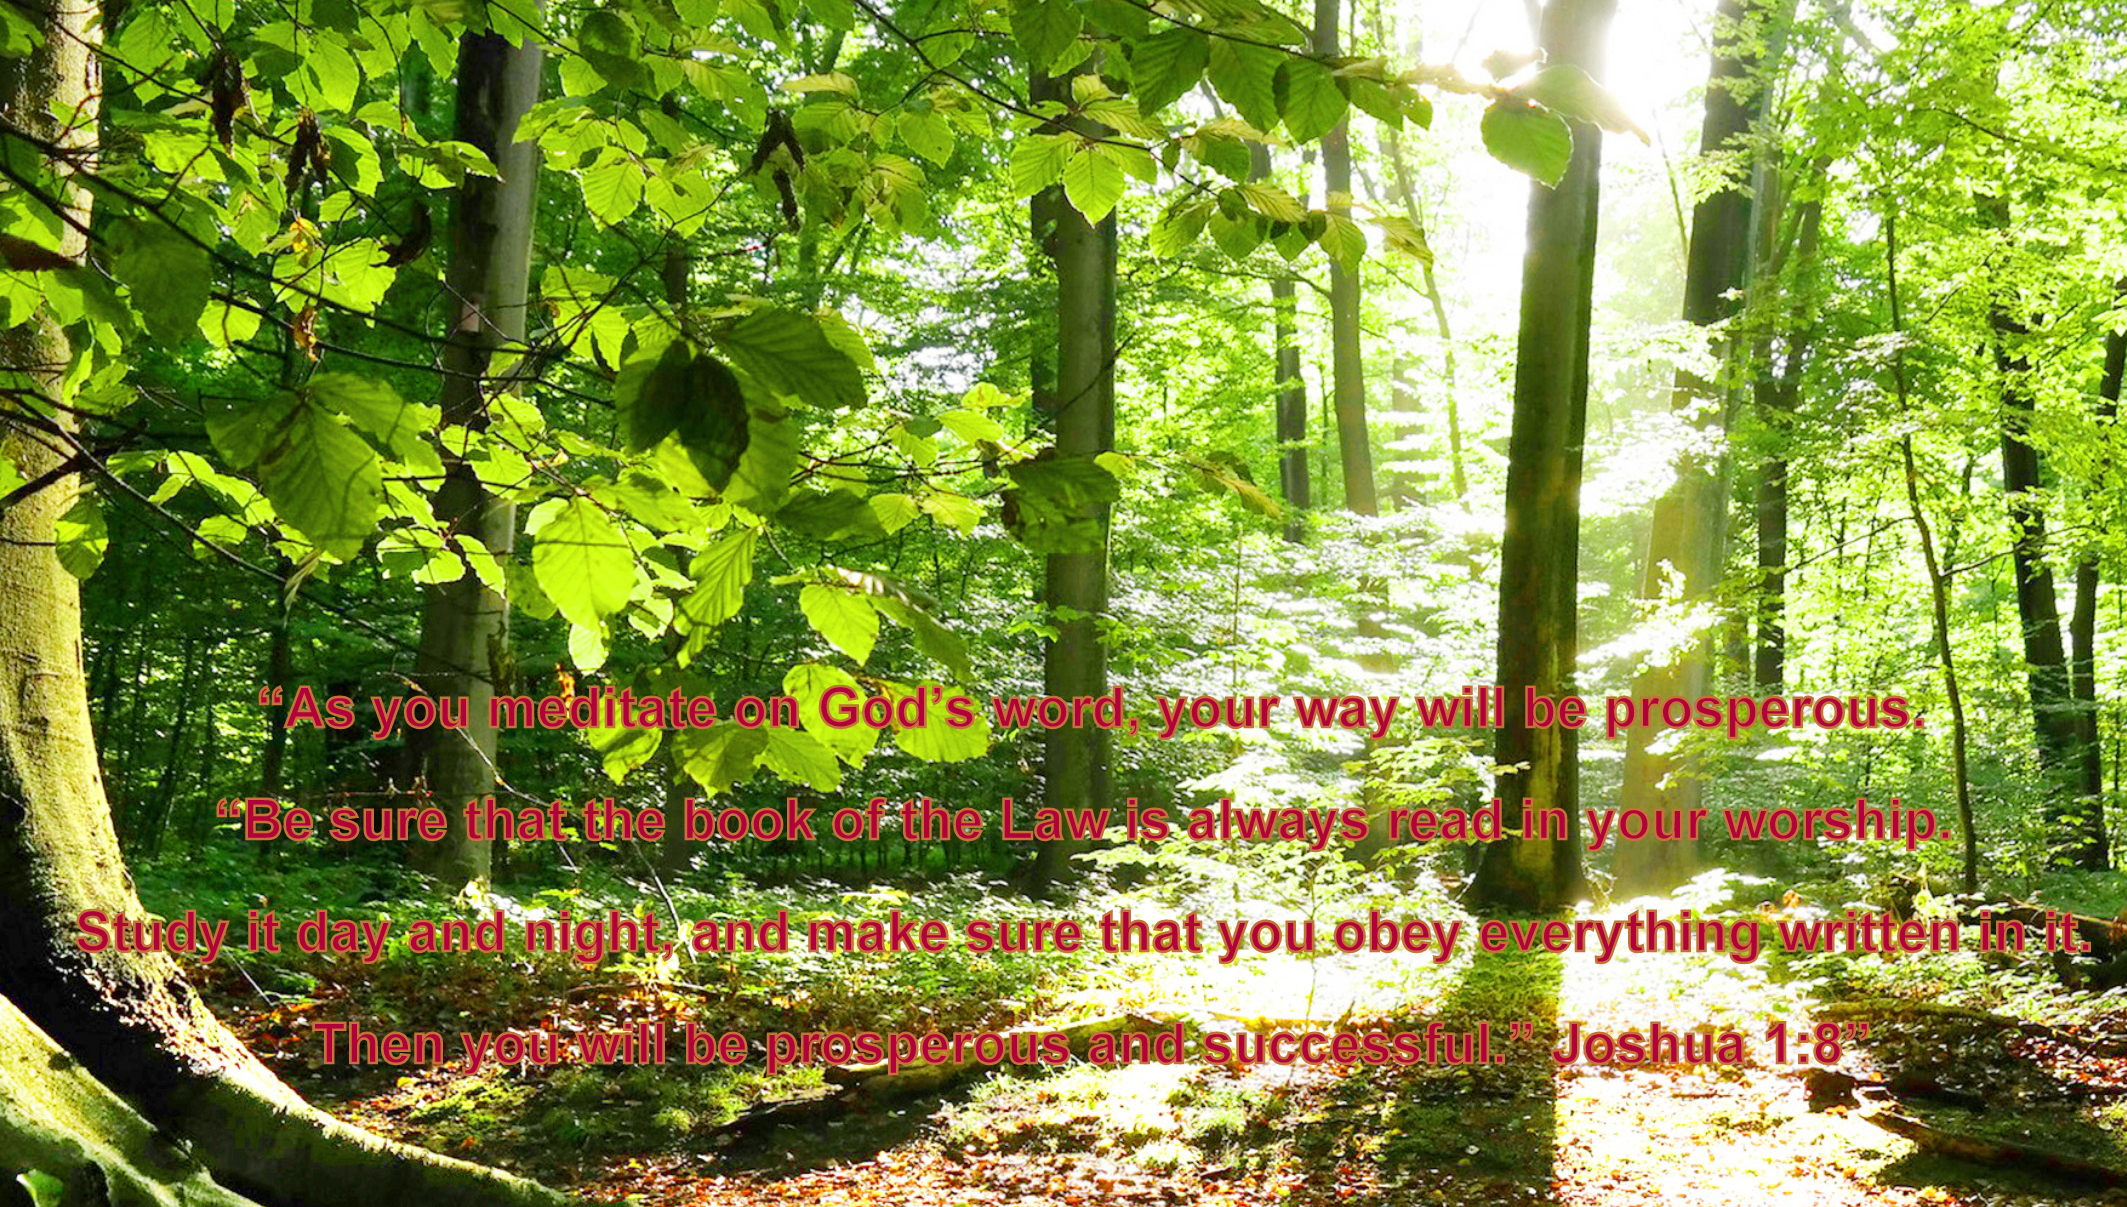 “As you meditate on God’s word, your way will be prosperous.
“Be sure that the book of the Law is always read in your worship.
Study it day and night, and make sure that you obey everything written in it.
Then you will be prosperous and successful.” Joshua 1:8”